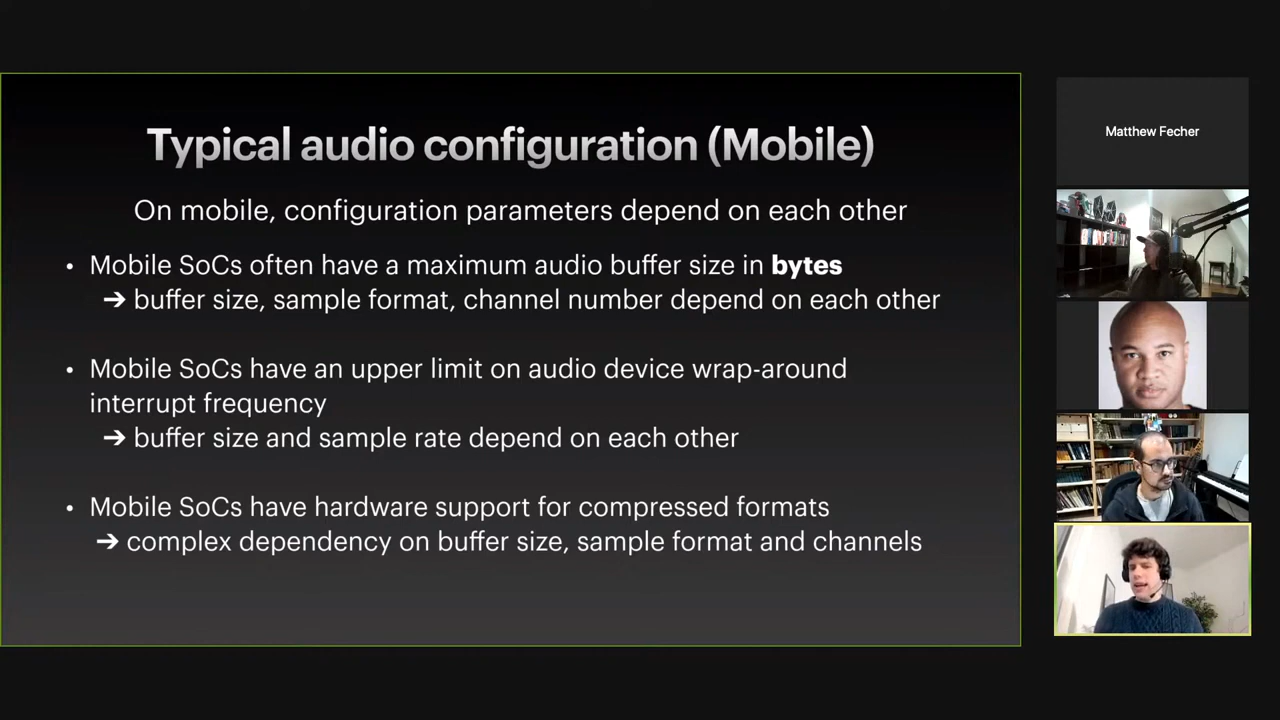 Typical audio configuration (Mobile)
On mobile, configuration parameters depend on each other
• Mobile SoCs often have a maximum audio buffer size in bytes
➔ buffer size, sample format, channel number depend on each other
• Mobile SoCs have an upper limit on audio device wrap-around
interrupt frequency
➔ buffer size and sample rate depend on each other
• Mobile SoCs have hardware support for compressed formats
➔ complex dependency on buffer size, sample format and channels
Matthew Fecher